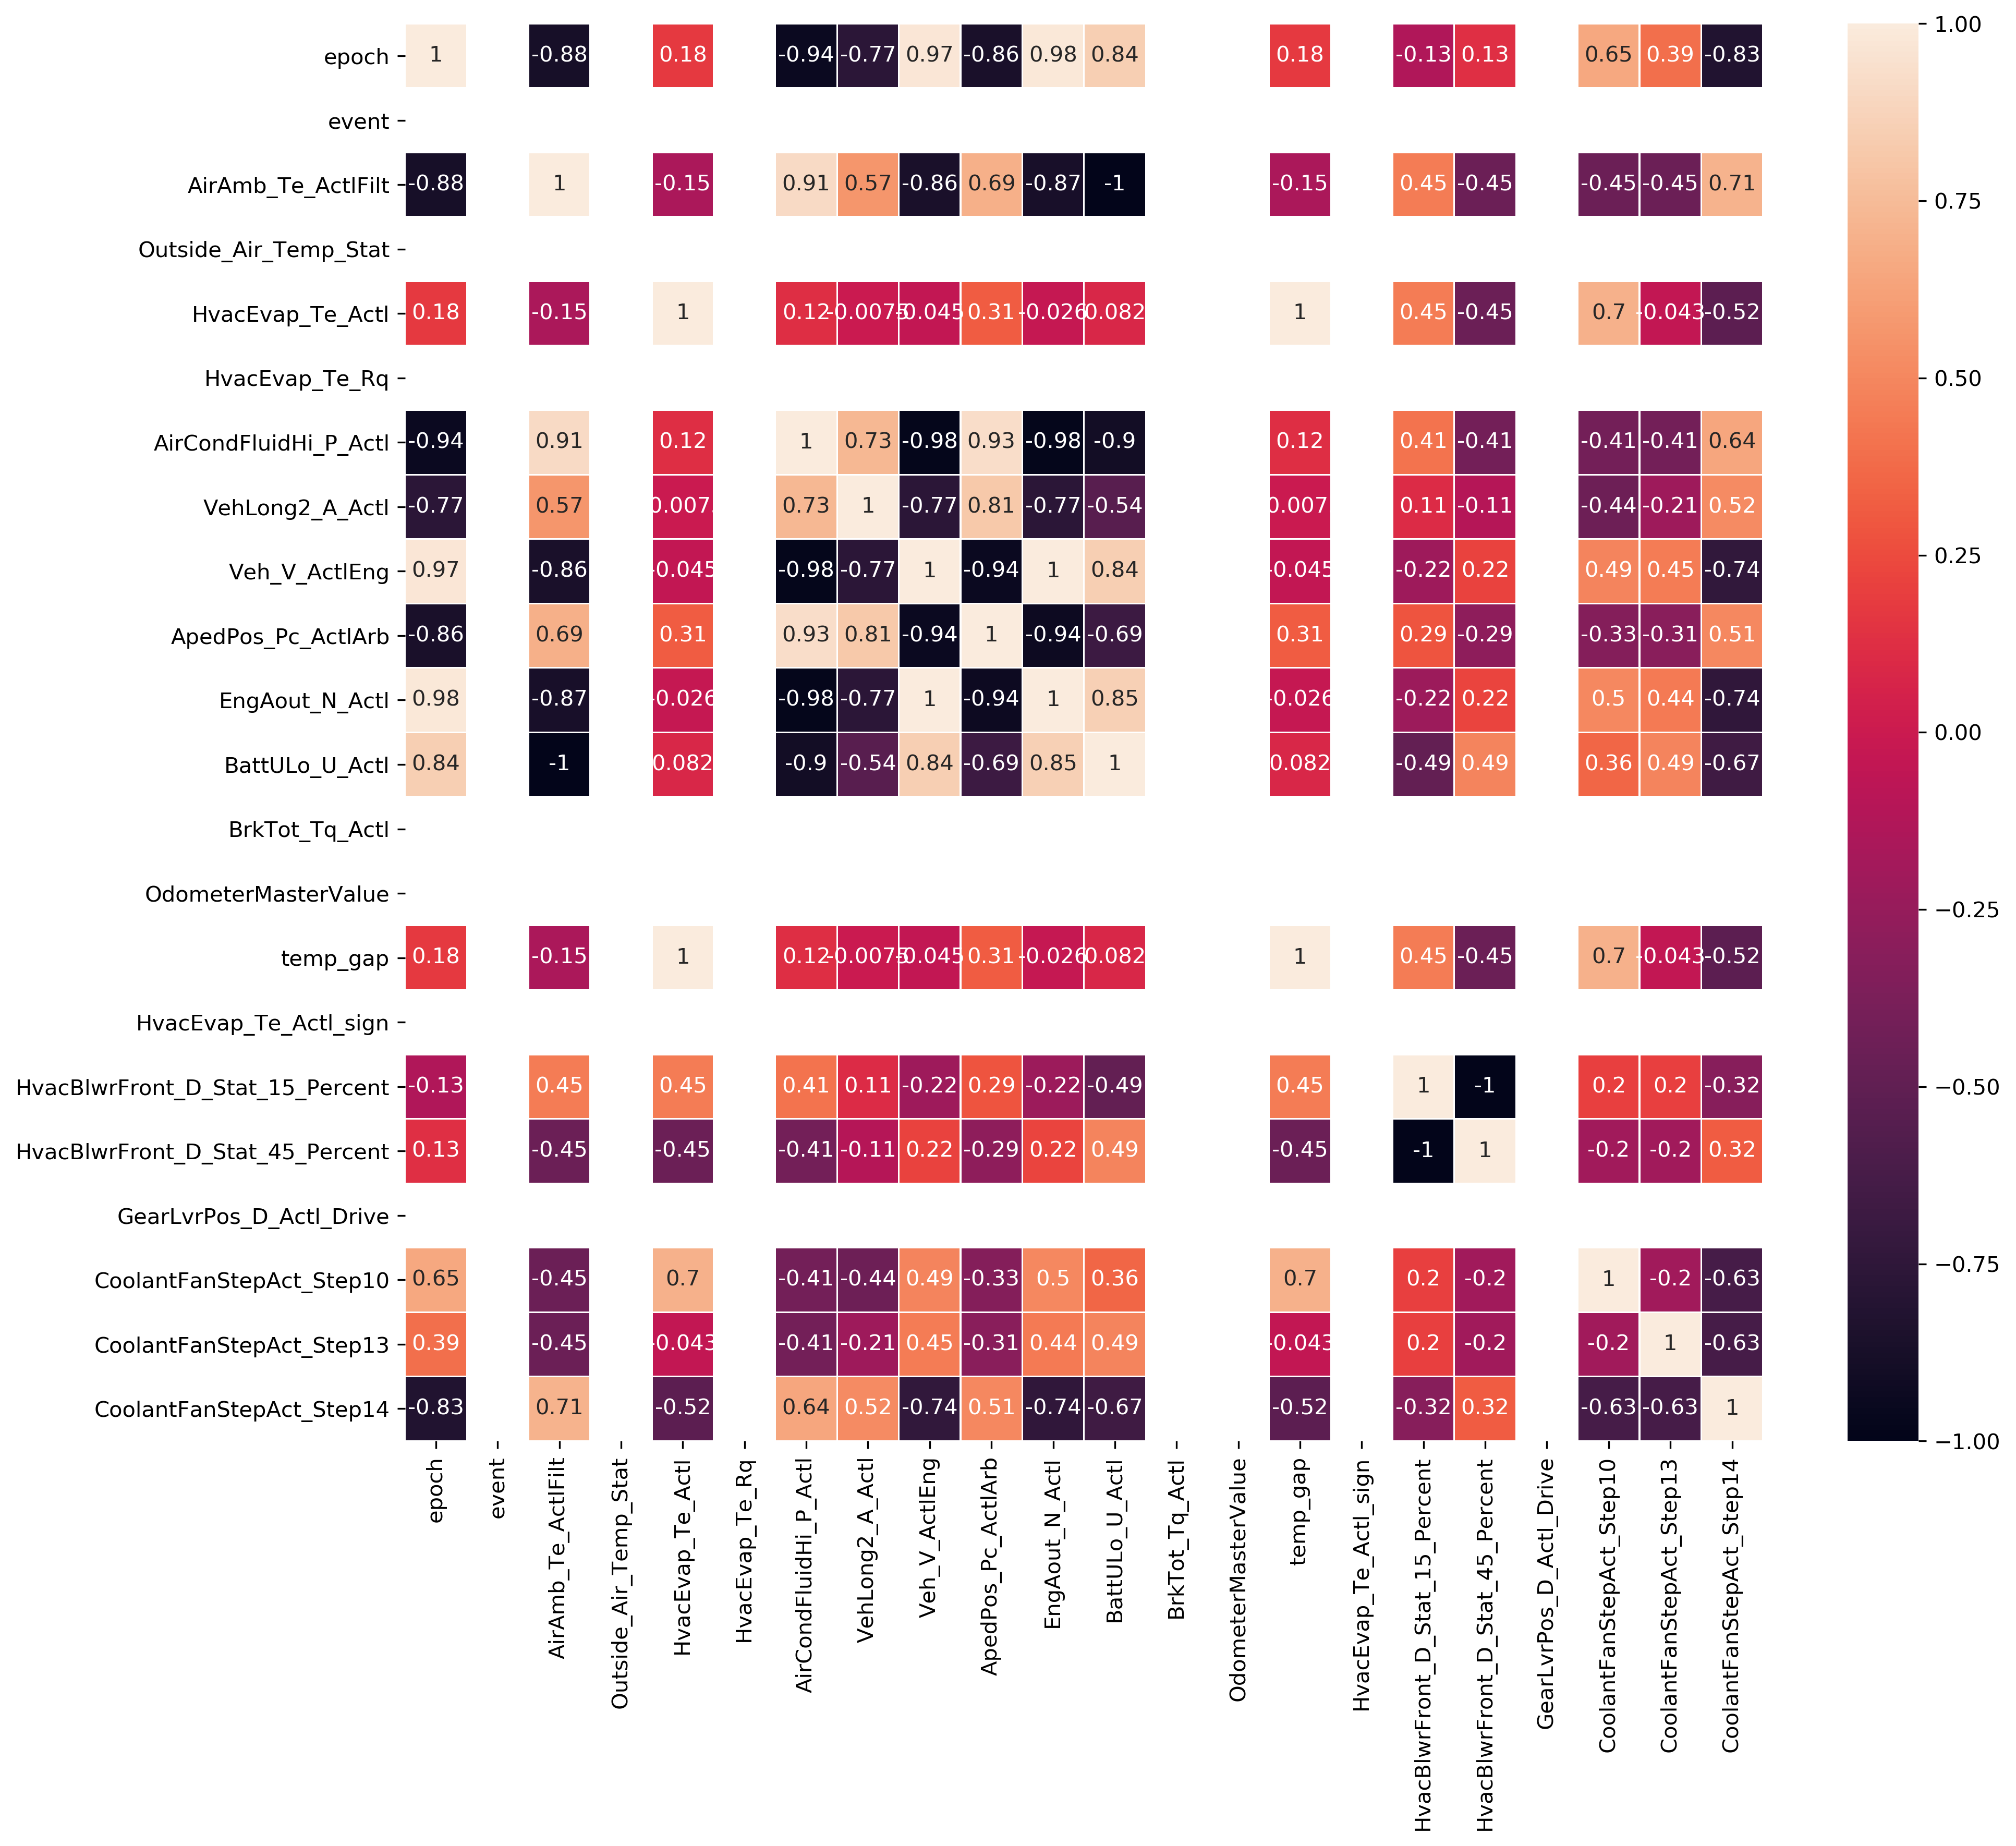 epoch 1 -0.88 0.18 -0.94 -0.77 0.97 -0.86 0.98 0.84 0.18 -0.13 0.13 0.65 0.39 -0.83
event
AirAmb_Te_ActlFilt -0.88 1 -0.15 0.91 0.57 -0.86 0.69 -0.87 -1 -0.15 0.45 -0.45 -0.45 -0.45 0.71
Outside_Air_Temp_Stat
HvacEvap_Te_Actl 0.18 -0.15 1 0.12 -0.0075 -0.045 0.31 -0.026 0.082 1 0.45 -0.45 0.7 -0.043 -0.52
HvacEvap_Te_Rq
AirCondFluidHi_P_Actl -0.94 0.91 0.12 1 0.73 -0.98 0.93 -0.98 -0.9 0.12 0.41 -0.41 -0.41 -0.41 0.64
VehLong2_A_Actl -0.77 0.57 0.73 1 -0.77 0.81 -0.77 -0.54 0.11 -0.11 -0.44 -0.21 0.52
Veh_V_ActlEng 0.97 -0.86 -0.045 -0.98 -0.77 1 -0.94 1 0.84 -0.045 -0.22 0.22 0.49 0.45 -0.74
ApedPos_Pc_ActlArb -0.86 0.69 0.31 0.93 0.81 -0.94 1 -0.94 -0.69 0.31 0.29 -0.29 -0.33 -0.31 0.51
EngAout_N_Actl 0.98 -0.87 -0.026 -0.98 -0.77 1 -0.94 1 0.85 -0.026 -0.22 0.22 0.5 0.44 -0.74
BattULo_U_Actl 0.84 -1 0.082 -0.9 -0.54 0.84 -0.69 0.85 1 0.082 -0.49 0.49 0.36 0.49 -0.67
BrkTot_Tq_Actl
OdometerMasterValue
temp_gap 0.18 -0.15 1 0.12 -0.0075 -0.045 0.31 -0.026 0.082 1 0.45 -0.45 0.7 -0.043 -0.52
HvacEvap_Te_Actl_sign
HvacBlwrFront_D_Stat_15_Percent -0.13 0.45 0.45 0.41 0.11 -0.22 0.29 -0.22 -0.49 0.45 1 -1 0.2 0.2 -0.32
HvacBlwrFront_D_Stat_45_Percent 0.13 -0.45 -0.45 -0.41 -0.11 0.22 -0.29 0.22 0.49 -0.45 -1 1 -0.2 -0.2 0.32
GearLvrPos_D_Actl_Drive
CoolantFanStepAct_Step10 0.65 -0.45 0.7 -0.41 -0.44 0.49 -0.33 0.5 0.36 0.7 0.2 -0.2 1 -0.2 -0.63
CoolantFanStepAct_Step13 0.39 -0.45 -0.043 -0.41 -0.21 0.45 -0.31 0.44 0.49 -0.043 0.2 -0.2 -0.2 1 -0.63
CoolantFanStepAct_Step14 -0.83 0.71 -0.52 0.64 0.52 -0.74 0.51 -0.74 -0.67 -0.52 -0.32 0.32 -0.63 -0.63 1
epoch
event
AirAmb_Te_ActlFilt
Outside_Air_Temp_Stat
HvacEvap_Te_Actl
HvacEvap_Te_Rq
AirCondFluidHi_P_Actl
VehLong2_A_Actl
Veh_V_ActlEng
ApedPos_Pc_ActlArb
EngAout_N_Actl
BattULo_U_Actl
BrkTot_Tq_Actl
OdometerMasterValue
temp_gap
HvacEvap_Te_Actl_sign
HvacBlwrFront_D_Stat_15_Percent
HvacBlwrFront_D_Stat_45_Percent
GearLvrPos_D_Actl_Drive
CoolantFanStepAct_Step10
CoolantFanStepAct_Step13
CoolantFanStepAct_Step14
1.00
0.75
0.50
0.25
0.00
−0.25
−0.50
−0.75
−1.00